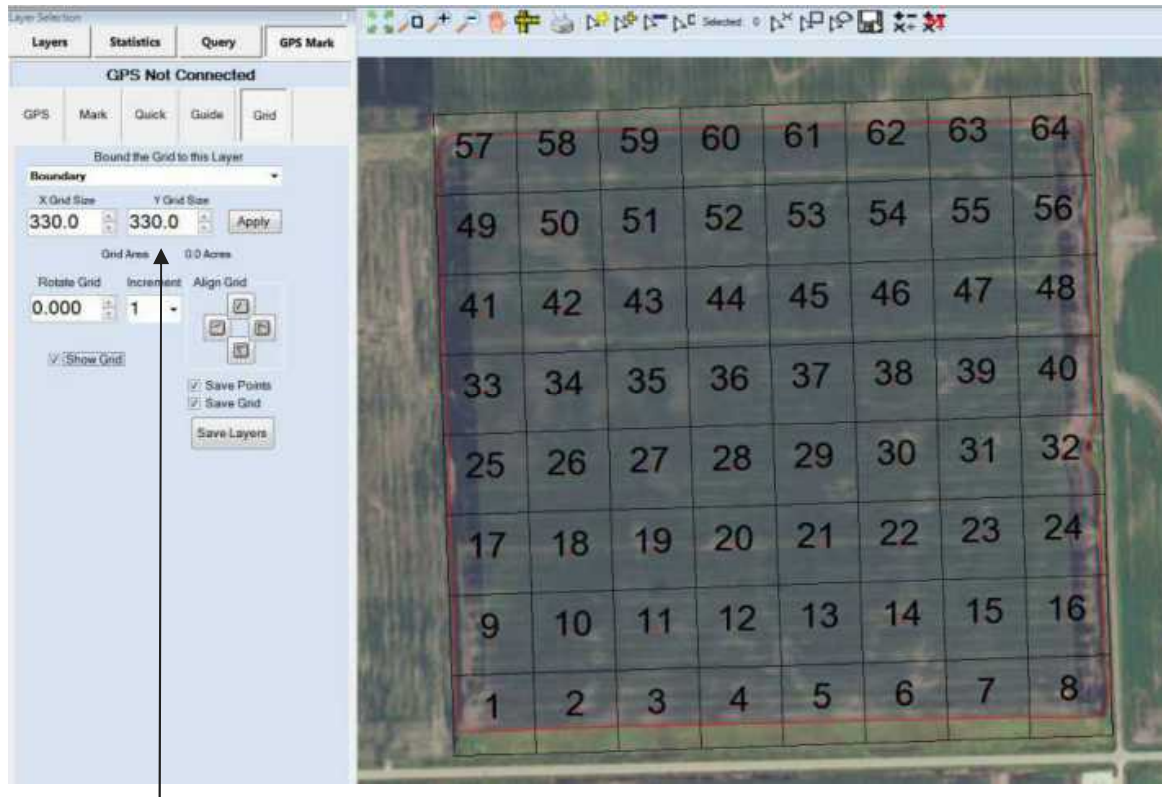 Layer Selection
Layers Statistics Query GPS Mark
GPS Not Connected
GPS Mark Quick Guide Grid
Bound the Grid to this Layer
Boundary
X Grid Size Y Grid Size
330.0 330.0 Apply
Grid Area 0.0 Acres
Rotate Grid Increment Align Grid
0.000 1
Show Grid
Save Points
Save Grid
Save Layers
Selected: 0
57 58 59 60 61 62 63 64
49 50 51 52 53 54 55 56
41 42 43 44 45 46 47 48
33 34 35 36 37 38 39 40
25 26 27 28 29 30 31 32
17 18 19 20 21 22 23 24
9 10 11 12 13 14 15 16
1 2 3 4 5 6 7 8